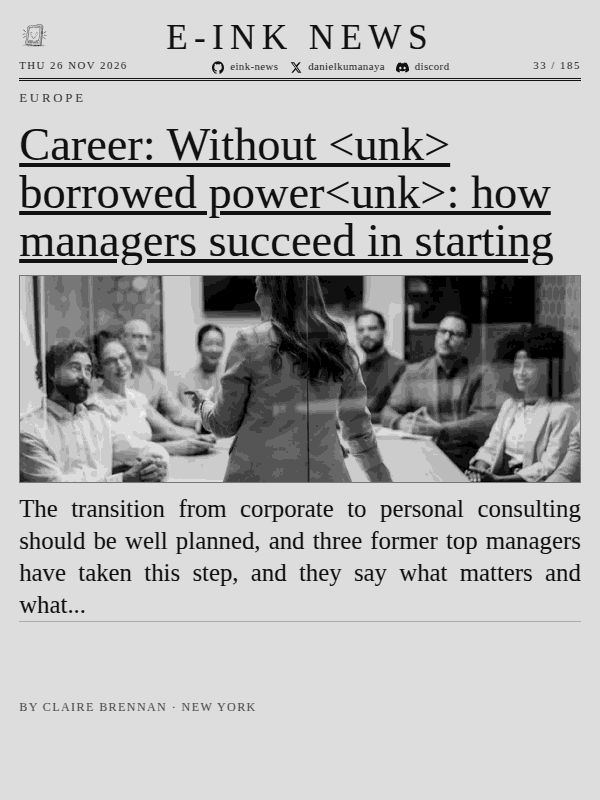 E-INK NEWS
THU 26 NOV 2026
eink-news danielkumanaya discord
33 / 185
EUROPE
Career: Without <unk>
borrowed power<unk>: how
managers succeed in starting
The transition from corporate to personal consulting
should be well planned, and three former top managers
have taken this step, and they say what matters and
what...
BY CLAIRE BRENNAN · NEW YORK